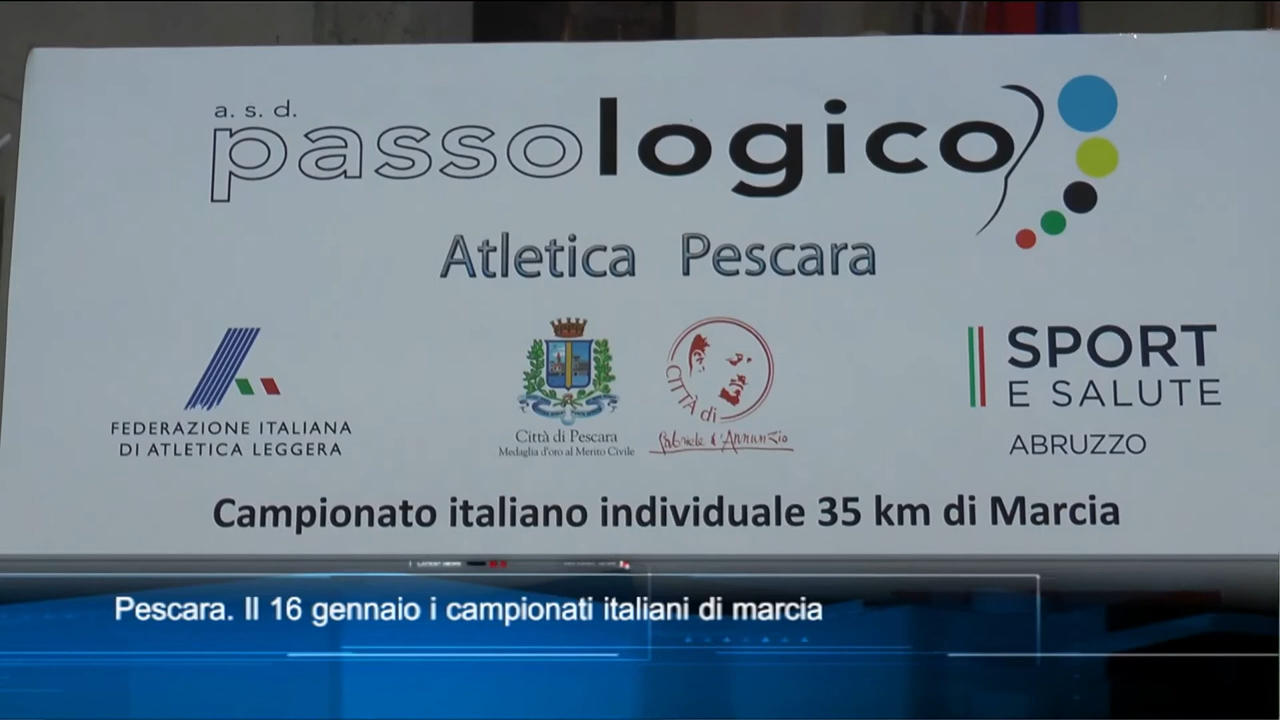 a. s. d.
passologico
Atletica Pescara
FEDERAZIONE ITALIANA
DI ATLETICA LEGGERA
Città di Pescara
Medaglia d'oro al Merito Civile
CITTÀ di
Gabriele d'Annunzio
SPORT
E SALUTE
ABRUZZO
Campionato italiano individuale 35 km di Marcia
Pescara. Il 16 gennaio i campionati italiani di marcia